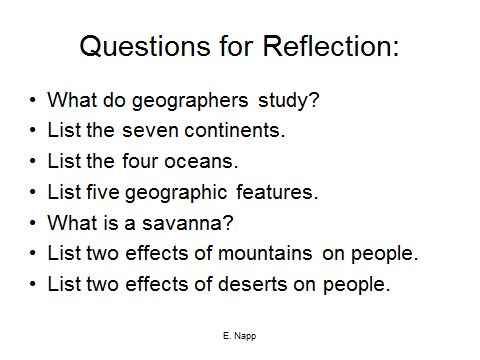 Questions for Reflection:
• What do geographers study?
• List the seven continents.
• List the four oceans.
• List five geographic features.
• What is a savanna?
• List two effects of mountains on people.
• List two effects of deserts on people.
E. Napp